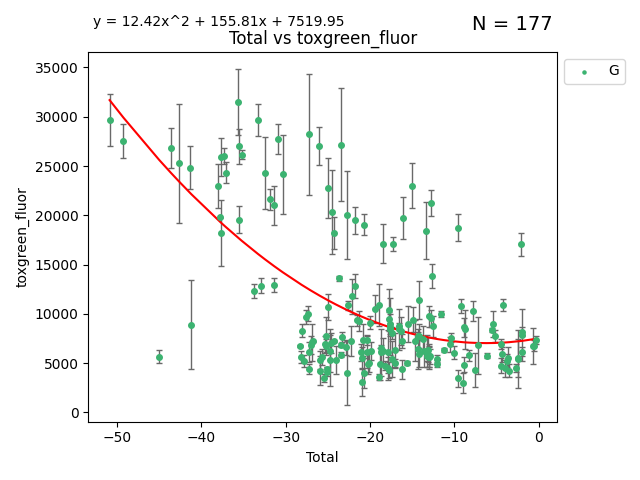 y = 12.42x^2 + 155.81x + 7519.95
N = 177
Total vs toxgreen_fluor
G
35000
30000
25000
20000
15000
10000
5000
0
toxgreen_fluor
−50 −40 −30 −20 −10 0
Total